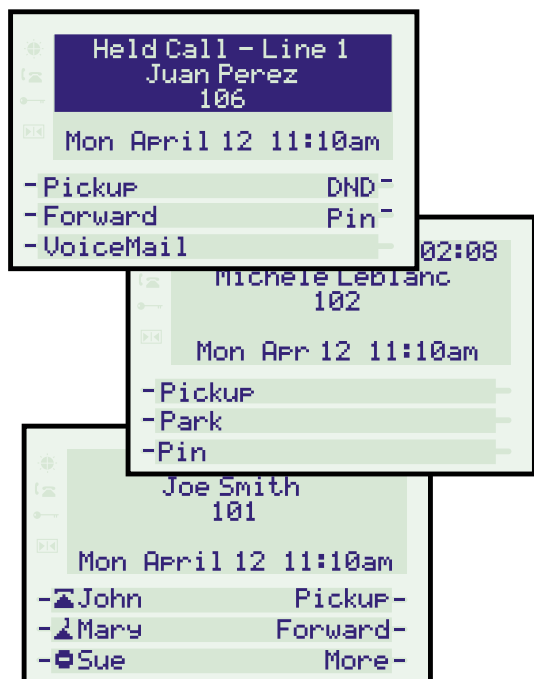 Held Call - Line 1
Juan Perez
106
Mon April 12 11:10am
- Pickup DND -
- Forward Pin -
- VoiceMail
02:08
Michele Leblanc
102
Mon Apr 12 11:10am
- Pickup
- Park
- Pin
Joe Smith
101
Mon April 12 11:10am
- John Pickup -
- Mary Forward -
- Sue More -